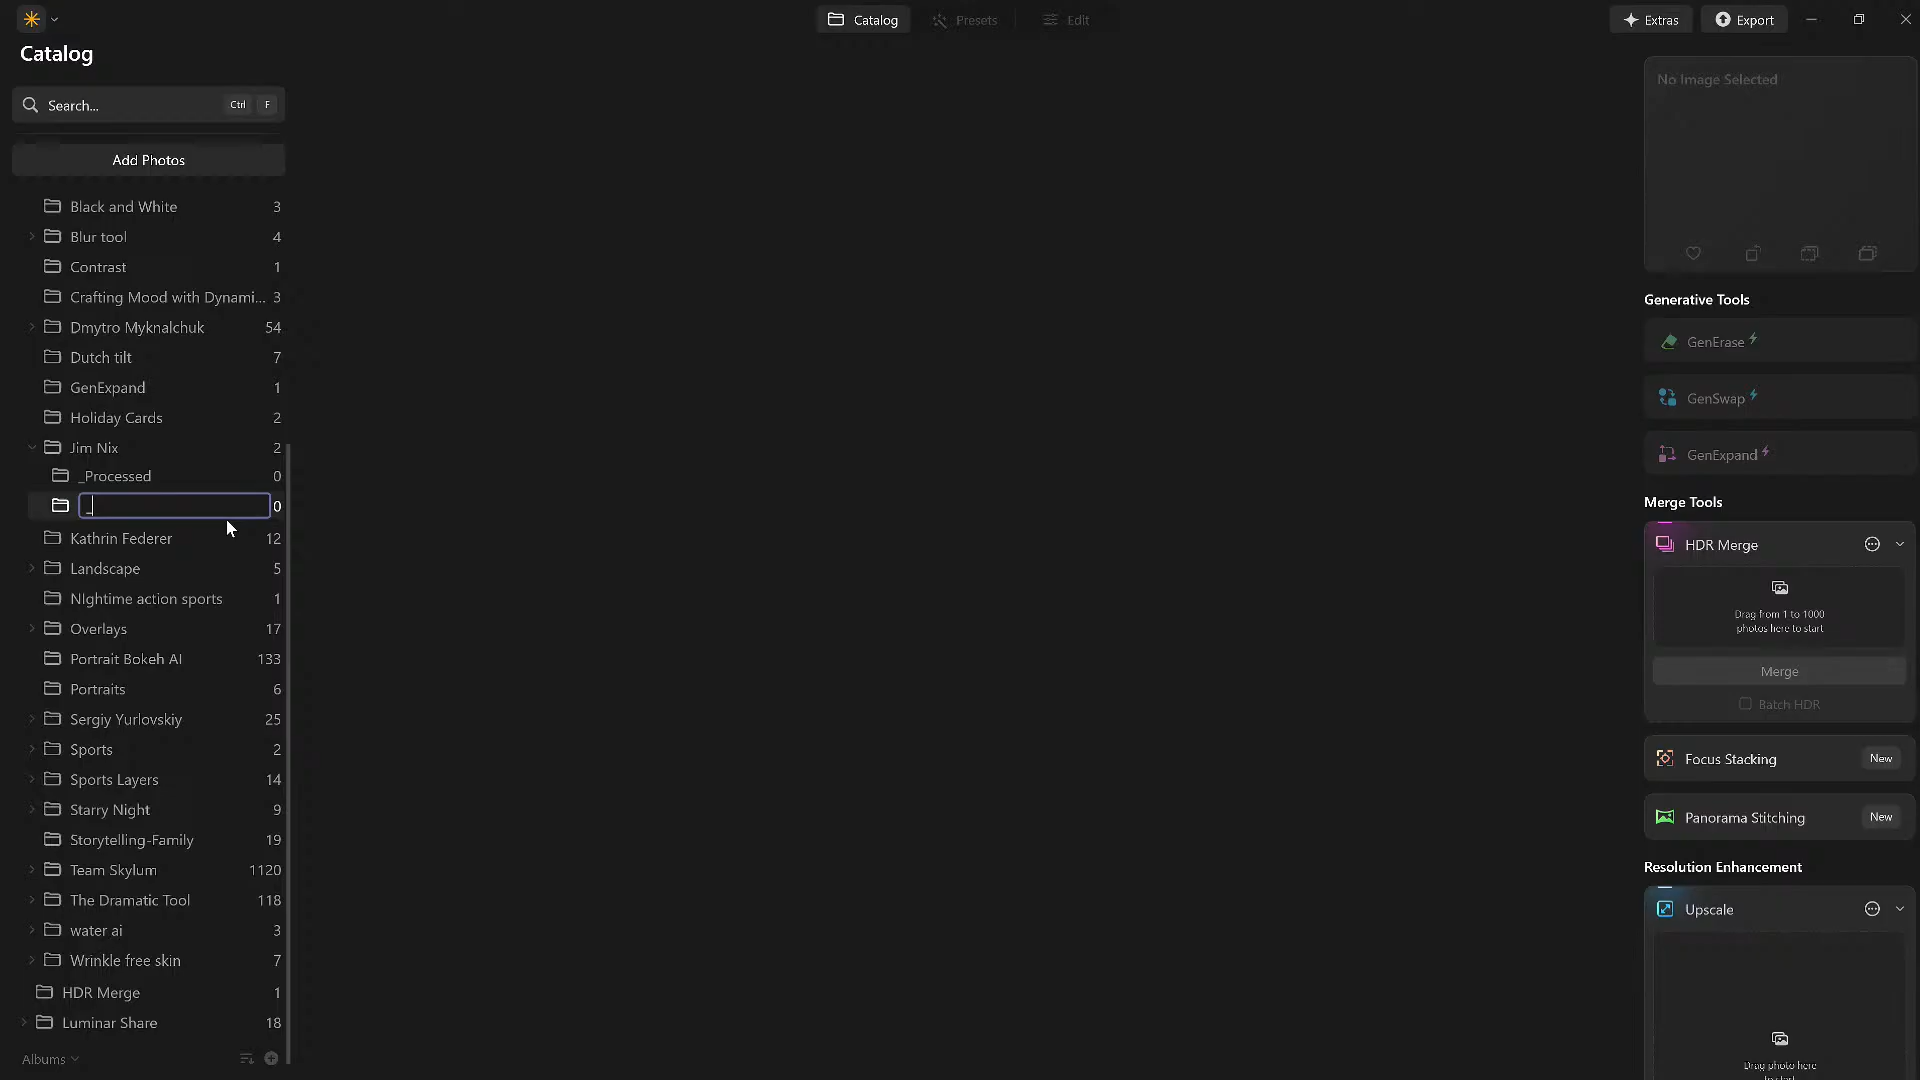 Catalog
Presets
Edit
Extras
Export
Catalog
Search...
Ctrl
F
Add Photos
Black and White 3
Blur tool 4
Contrast 1
Crafting Mood with Dynami... 3
Dmytro Myknalchuk 54
Dutch tilt 7
GenExpand 1
Holiday Cards 2
Jim Nix 2
_Processed 0
_ 0
Kathrin Federer 12
Landscape 5
NIghtime action sports 1
Overlays 17
Portrait Bokeh AI 133
Portraits 6
Sergiy Yurlovskiy 25
Sports 2
Sports Layers 14
Starry Night 9
Storytelling-Family 19
Team Skylum 1120
The Dramatic Tool 118
water ai 3
Wrinkle free skin 7
HDR Merge 1
Luminar Share 18
Albums
No Image Selected
Generative Tools
GenErase
GenSwap
GenExpand
Merge Tools
HDR Merge
Drag from 1 to 1000
photos here to start
Merge
Batch HDR
Focus Stacking New
Panorama Stitching New
Resolution Enhancement
Upscale
Drag photo here
to start